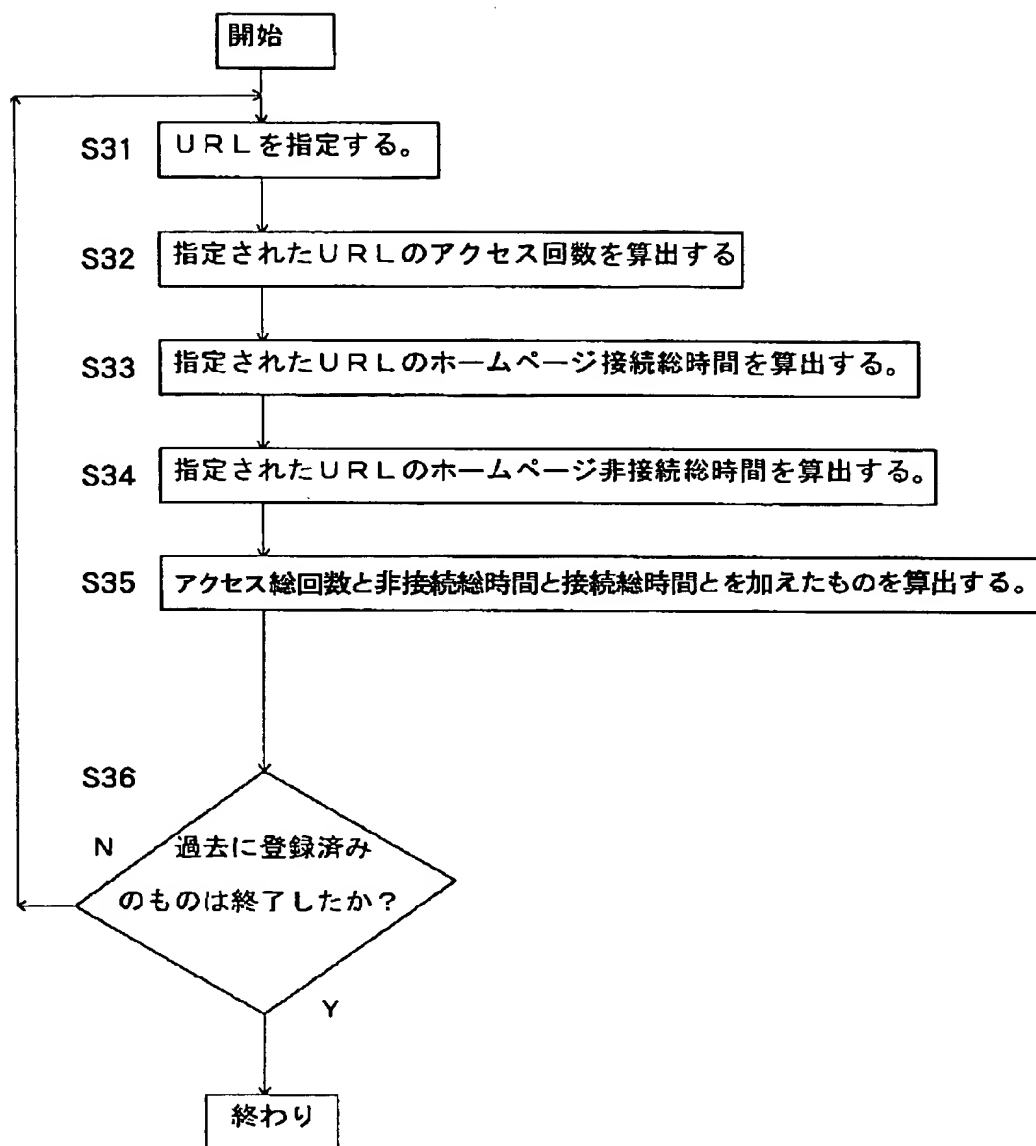 開始
S31 URLを指定する。
S32 指定されたURLのアクセス回数を算出する
S33 指定されたURLのホームページ接続総時間を算出する。
S34 指定されたURLのホームページ非接続総時間を算出する。
S35 アクセス総回数と非接続総時間と接続総時間とを加えたものを算出する。
S36
N 過去に登録済み
のものは終了したか?
Y
終わり